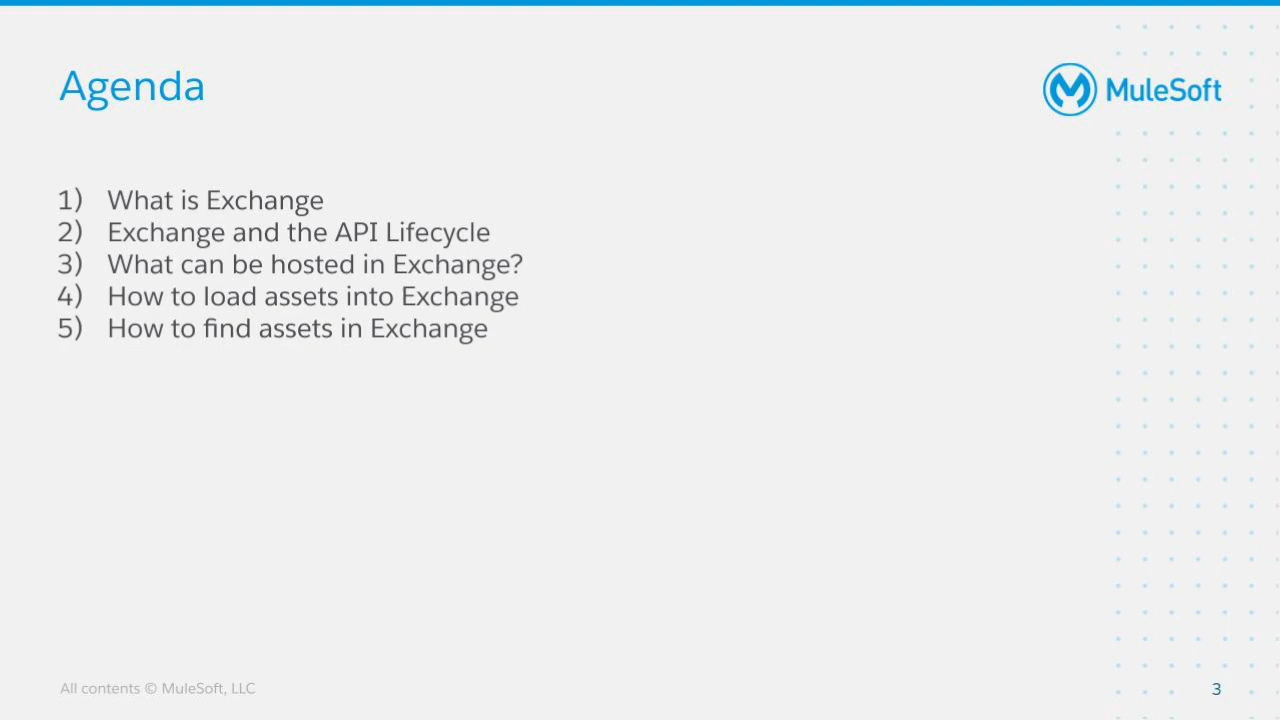 Agenda
MuleSoft
1) What is Exchange
2) Exchange and the API Lifecycle
3) What can be hosted in Exchange?
4) How to load assets into Exchange
5) How to find assets in Exchange
All contents © MuleSoft, LLC
3